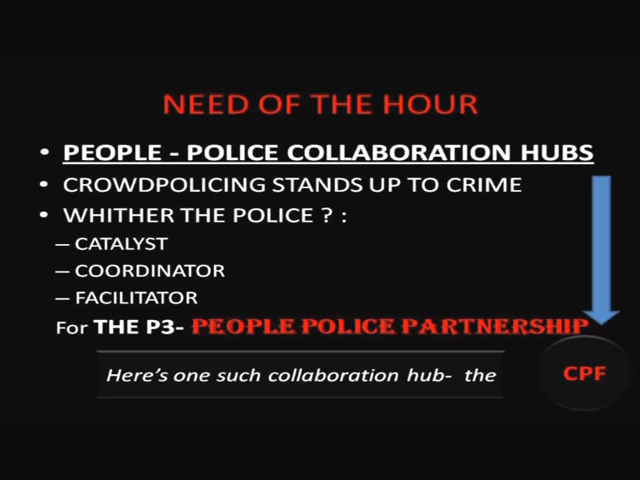 NEED OF THE HOUR
• PEOPLE - POLICE COLLABORATION HUBS
• CROWDPOLICING STANDS UP TO CRIME
• WHITHER THE POLICE ? :
– CATALYST
– COORDINATOR
– FACILITATOR
For THE P3- PEOPLE POLICE PARTNERSHIP
Here's one such collaboration hub- the
CPF